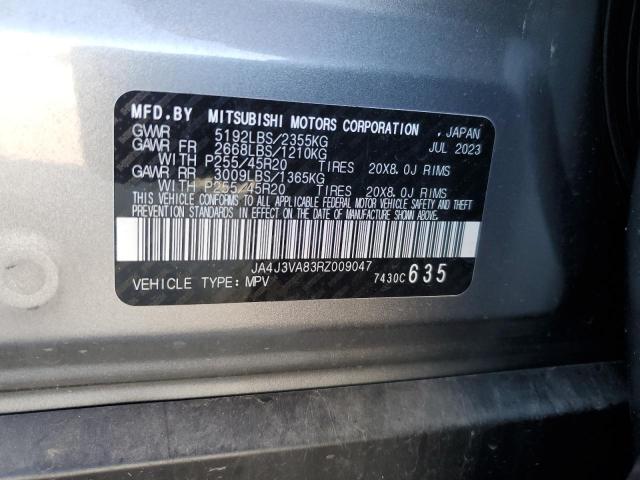 MFD.BY MITSUBISHI MOTORS CORPORATION , JAPAN
GVWR 5192LBS/2355KG JUL 2023
GAWR FR 2668LBS/1210KG
WITH P255/45R20 TIRES 20X8.0J RIMS
GAWR RR 3009LBS/1365KG
WITH P255/45R20 TIRES 20X8.0J RIMS
THIS VEHICLE CONFORMS TO ALL APPLICABLE FEDERAL MOTOR VEHICLE SAFETY AND THEFT
PREVENTION STANDARDS IN EFFECT ON THE DATE OF MANUFACTURE SHOWN ABOVE.
JA4J3VA83RZ009047
VEHICLE TYPE: MPV 7430C 635